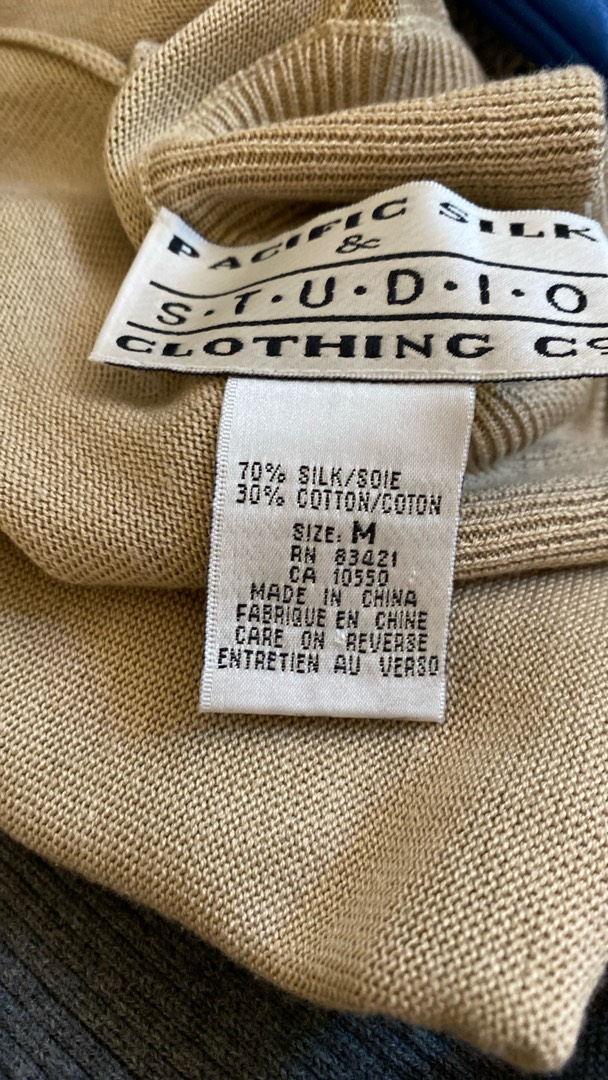 PACIFIC SILK
&
S·T·U·D·I·O
CLOTHING CO
70% SILK/SOIE
30% COTTON/COTON
SIZE: M
RN 83421
CA 10550
MADE IN CHINA
FABRIQUE EN CHINE
CARE ON REVERSE
ENTRETIEN AU VERSO